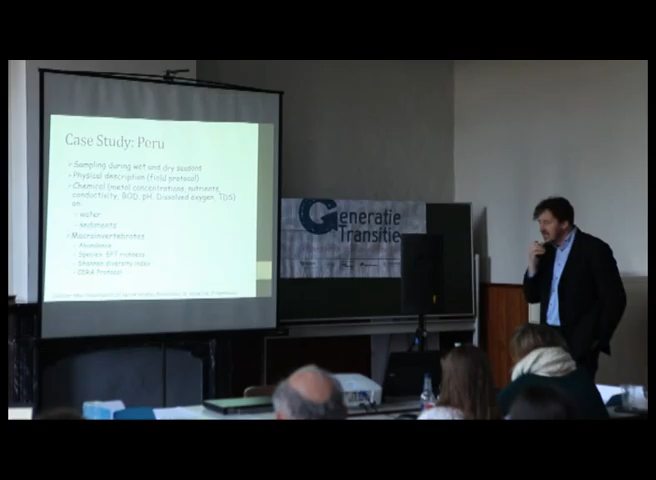 Case Study: Peru
Sampling during wet and dry seasons
Physical description (field protocol)
Chemical (metal concentrations, nutrients,
conductivity, BOD, pH, Dissolved oxygen, TDS)
on:
- water
- sediments
Macroinvertebrates
- Abundance
- Species- EPT richness
- Shannon diversity index
- CERA Protocol
Generatie
Transitie